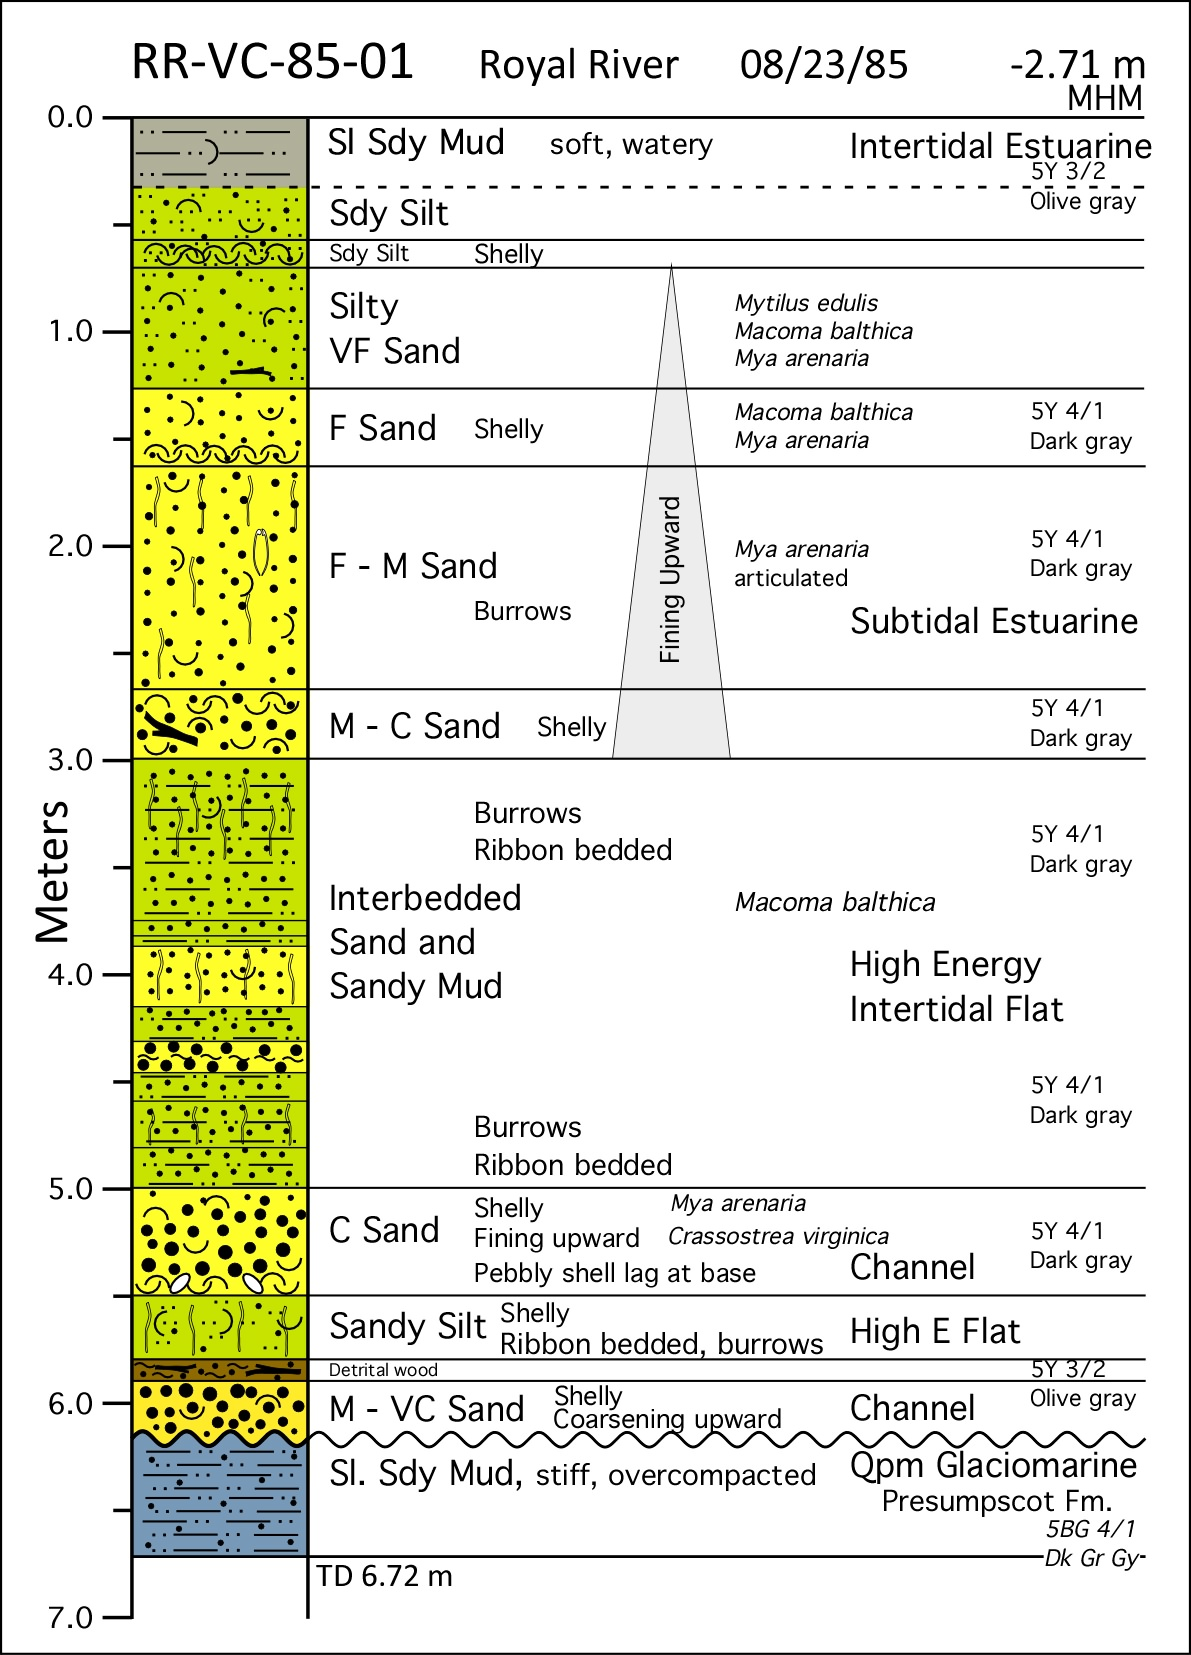 RR-VC-85-01 Royal River 08/23/85 -2.71 m
MHM
0.0
Sl Sdy Mud soft, watery Intertidal Estuarine
5Y 3/2
Olive gray
Sdy Silt
Sdy Silt Shelly
Silty
VF Sand
Mytilus edulis
Macoma balthica
Mya arenaria
1.0
F Sand Shelly
Macoma balthica
Mya arenaria
5Y 4/1
Dark gray
2.0
F - M Sand
Burrows
Fining Upward
Mya arenaria
articulated
5Y 4/1
Dark gray
Subtidal Estuarine
M - C Sand Shelly
5Y 4/1
Dark gray
3.0
Meters
Burrows
Ribbon bedded
5Y 4/1
Dark gray
Interbedded
Sand and
Sandy Mud
Macoma balthica
High Energy
Intertidal Flat
4.0
5Y 4/1
Dark gray
Burrows
Ribbon bedded
5.0
C Sand
Shelly
Fining upward
Pebbly shell lag at base
Mya arenaria
Crassostrea virginica
Channel
5Y 4/1
Dark gray
Sandy Silt
Shelly
Ribbon bedded, burrows
High E Flat
Detrital wood
5Y 3/2
Olive gray
6.0
M - VC Sand
Shelly
Coarsening upward
Channel
Sl. Sdy Mud, stiff, overcompacted
Qpm Glaciomarine
Presumpscot Fm.
5BG 4/1
Dk Gr Gy
TD 6.72 m
7.0